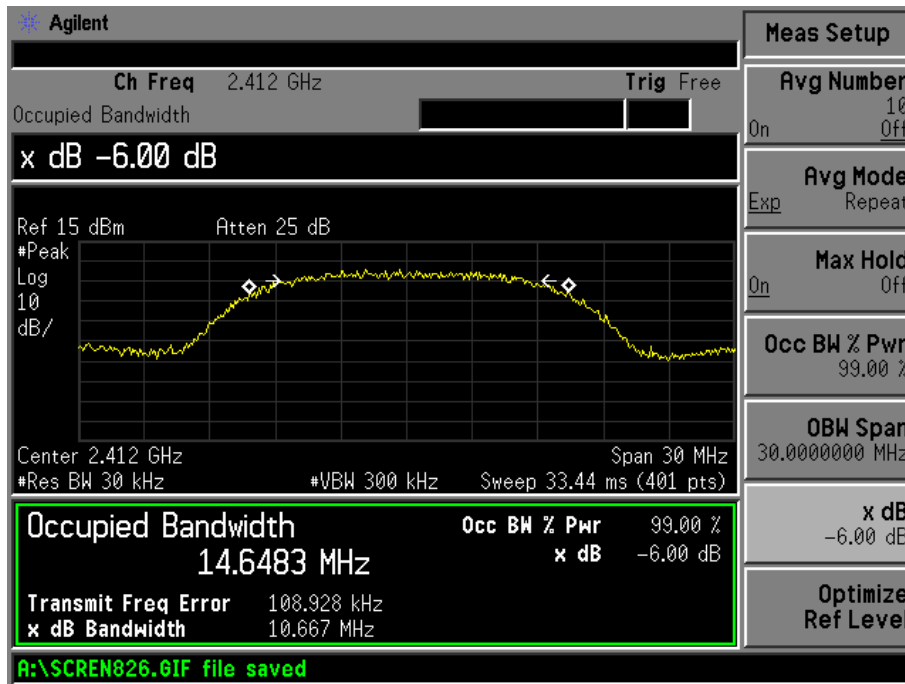 Agilent
Ch Freq 2.412 GHz Trig Free
Occupied Bandwidth
x dB -6.00 dB
Ref 15 dBm Atten 25 dB
#Peak
Log
10
dB/
Center 2.412 GHz Span 30 MHz
#Res BW 30 kHz #VBW 300 kHz Sweep 33.44 ms (401 pts)
Occupied Bandwidth
14.6483 MHz
Occ BW % Pwr 99.00 %
x dB -6.00 dB
Transmit Freq Error 108.928 kHz
x dB Bandwidth 10.667 MHz
A:\SCREN826.GIF file saved
Meas Setup
Avg Number
10
On Off
Avg Mode
Exp Repeat
Max Hold
On Off
Occ BW % Pwr
99.00 %
OBW Span
30.0000000 MHz
x dB
-6.00 dB
Optimize
Ref Level